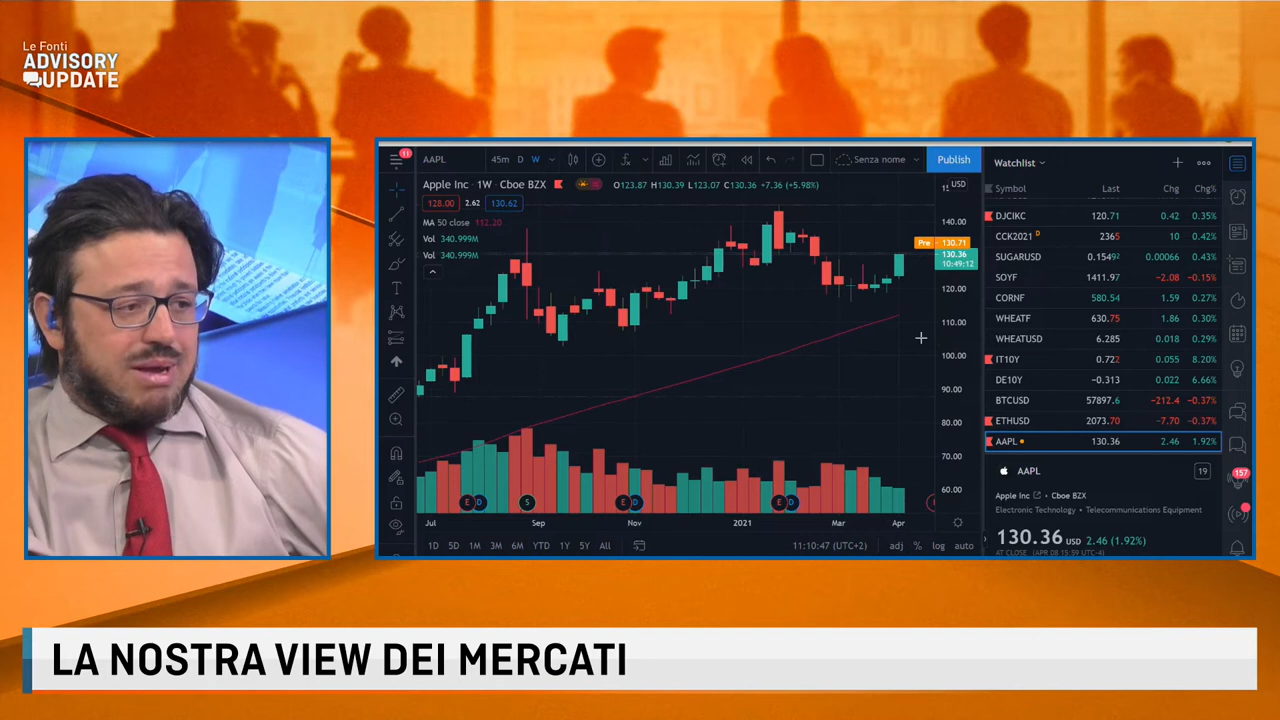 Le Fonti
ADVISORY
UPDATE
11
AAPL 45m D W Senza nome Publish
Apple Inc · 1W · Cboe BZX O123.87 H130.39 L123.07 C130.36 +7.36 (+5.98%)
128.00 2.62 130.62
MA 50 close 112.20
Vol 340.999M
Vol 340.999M
USD
140.00
Pre 130.71
130.36
10:49:12
120.00
110.00
100.00
90.00
80.00
70.00
60.00
E D S E D E D
Jul Sep Nov 2021 Mar Apr
1D 5D 1M 3M 6M YTD 1Y 5Y All 11:10:47 (UTC+2) adj % log auto
Watchlist
Symbol Last Chg Chg%
DJCIKC 120.71 0.42 0.35%
CCK2021 D 2365 10 0.42%
SUGARUSD 0.1549² 0.00066 0.43%
SOYF 1411.97 −2.08 −0.15%
CORNF 580.54 1.59 0.27%
WHEATF 630.75 1.86 0.30%
WHEATUSD 6.285 0.018 0.29%
IT10Y 0.722 0.055 8.20%
DE10Y −0.313 0.022 6.66%
BTCUSD 57897.6 −212.4 −0.37%
ETHUSD 2073.70 −7.70 −0.37%
AAPL 130.36 2.46 1.92%
AAPL 19
Apple Inc · Cboe BZX
Electronic Technology · Telecommunications Equipment
130.36 USD 2.46 (1.92%)
AT CLOSE (APR 08 15:59 UTC-4)
157
LA NOSTRA VIEW DEI MERCATI